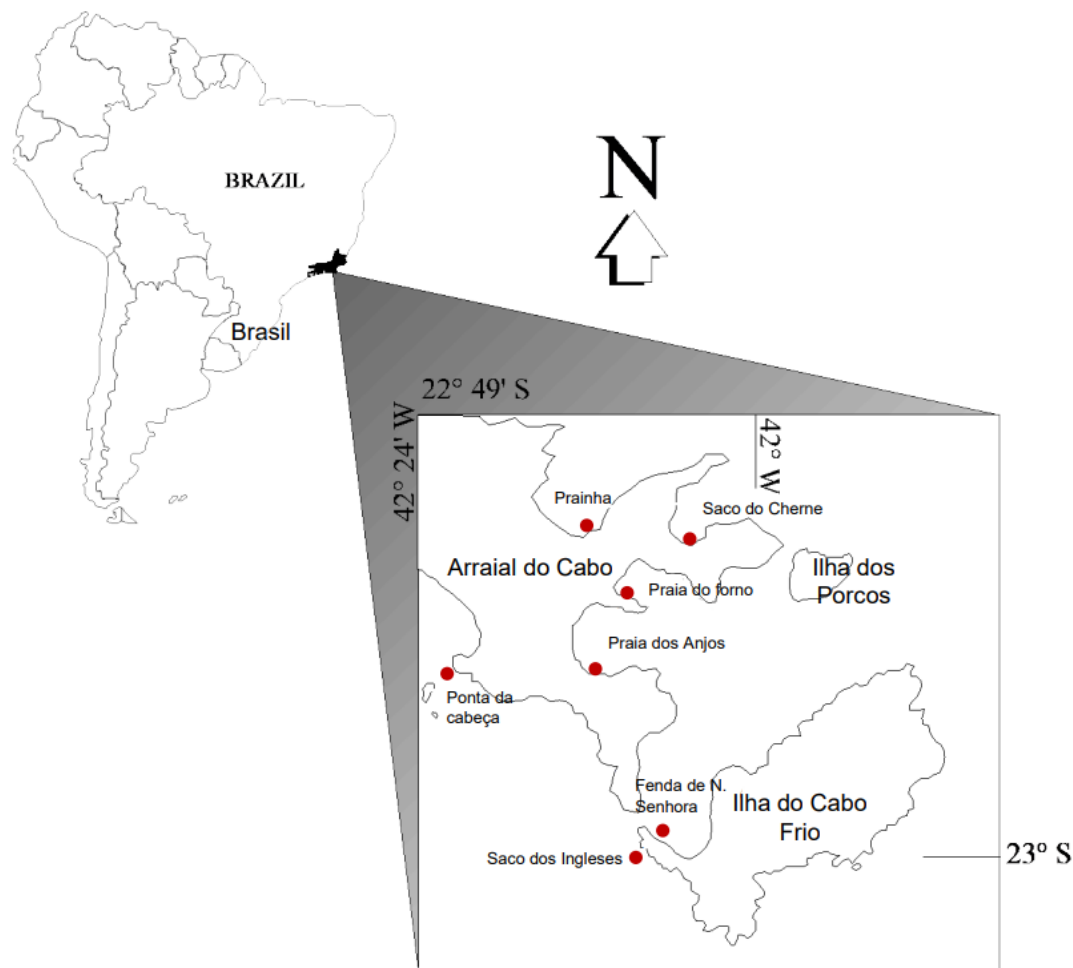 N
BRAZIL
Brasil
22° 49' S
42° 24' W
42° W
Prainha
Saco do Cherne
Arraial do Cabo
Ilha dos
Porcos
Praia do forno
Praia dos Anjos
Ponta da
cabeça
Fenda de N.
Senhora
Ilha do Cabo
Frio
Saco dos Ingleses
23° S